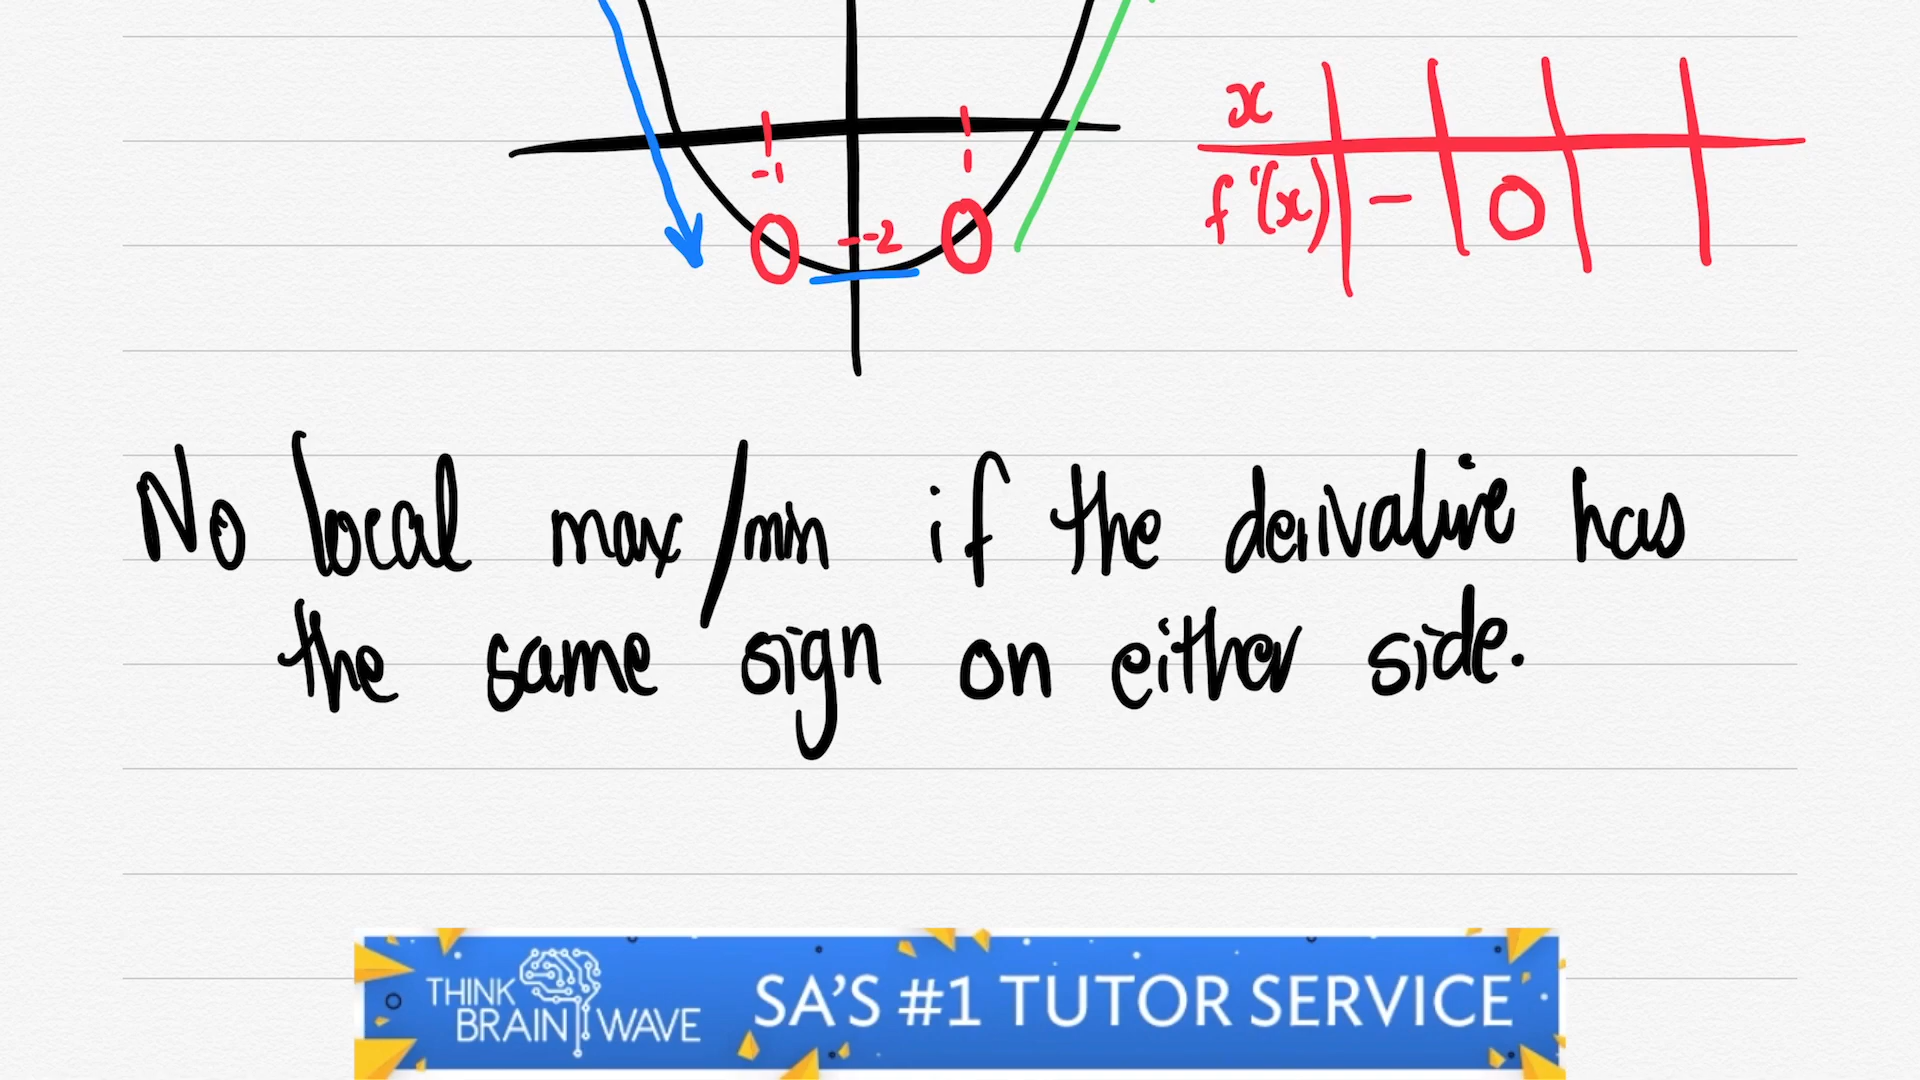 x
-1
1
f'(x) - 0
-2
No local max/min if the derivative has
the same sign on either side.
THINK
BRAIN WAVE
SA'S #1 TUTOR SERVICE